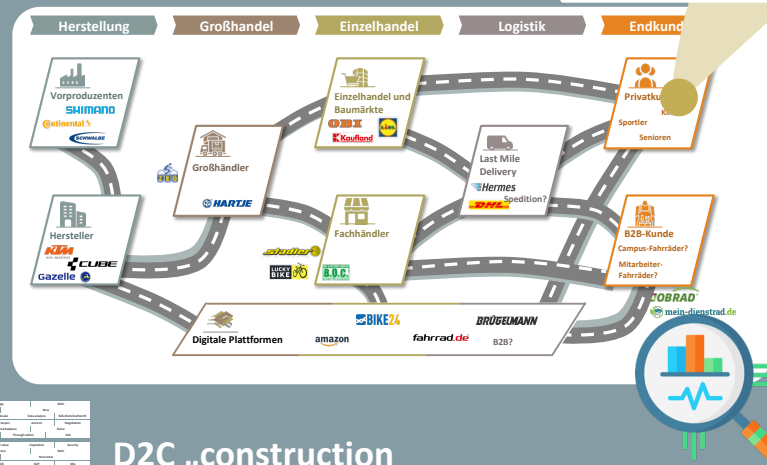 Herstellung
Großhandel
Einzelhandel
Logistik
Endkund
Vorproduzenten
SHIMANO
Continental
SCHWALBE
Einzelhandel und
Baumärkte
OBI
LIDL
Kaufland
Privatku
Sportler
Senioren
Großhändler
HARTJE
Last Mile
Delivery
Hermes
Spedition?
DHL
Hersteller
KTM
CUBE
Gazelle
Fachhändler
stadler
LUCKY
BIKE
B.O.C.
B2B-Kunde
Campus-Fahrräder?
Mitarbeiter-
Fahrräder?
COBRAD
mein-dienstrad.de
Digitale Plattformen
BIKE24
amazon
fahrrad.de
BRÜGELMANN
B2B?
D2C „construction